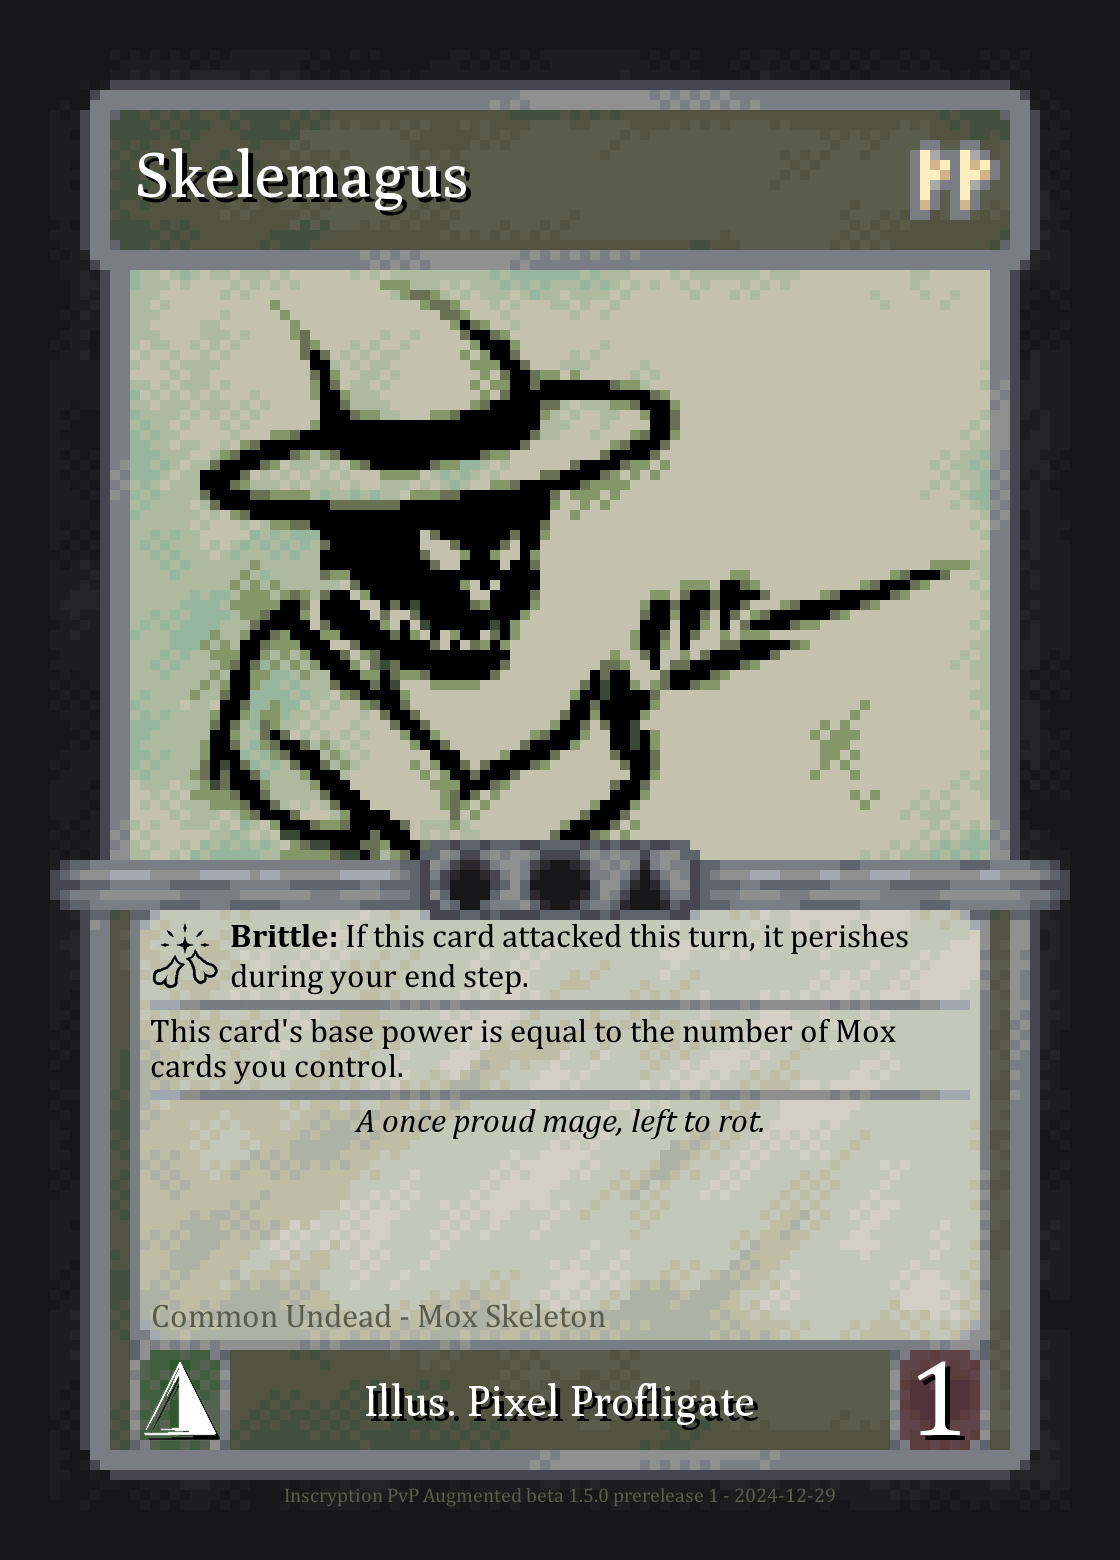 Skelemagus
Brittle: If this card attacked this turn, it perishes
during your end step.
This card's base power is equal to the number of Mox
cards you control.
A once proud mage, left to rot.
Common Undead - Mox Skeleton
Illus. Pixel Profligate
1
Inscryption PvP Augmented beta 1.5.0 prerelease 1 - 2024-12-29